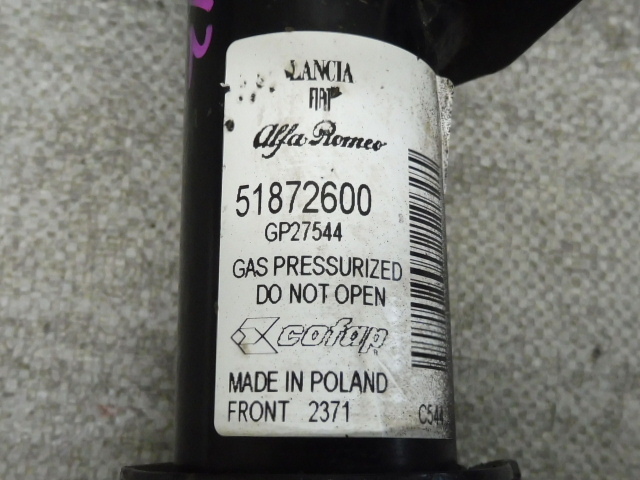 LANCIA
FIAT
Alfa Romeo
51872600
GP27544
GAS PRESSURIZED
DO NOT OPEN
cofap
MADE IN POLAND
FRONT 2371
C544